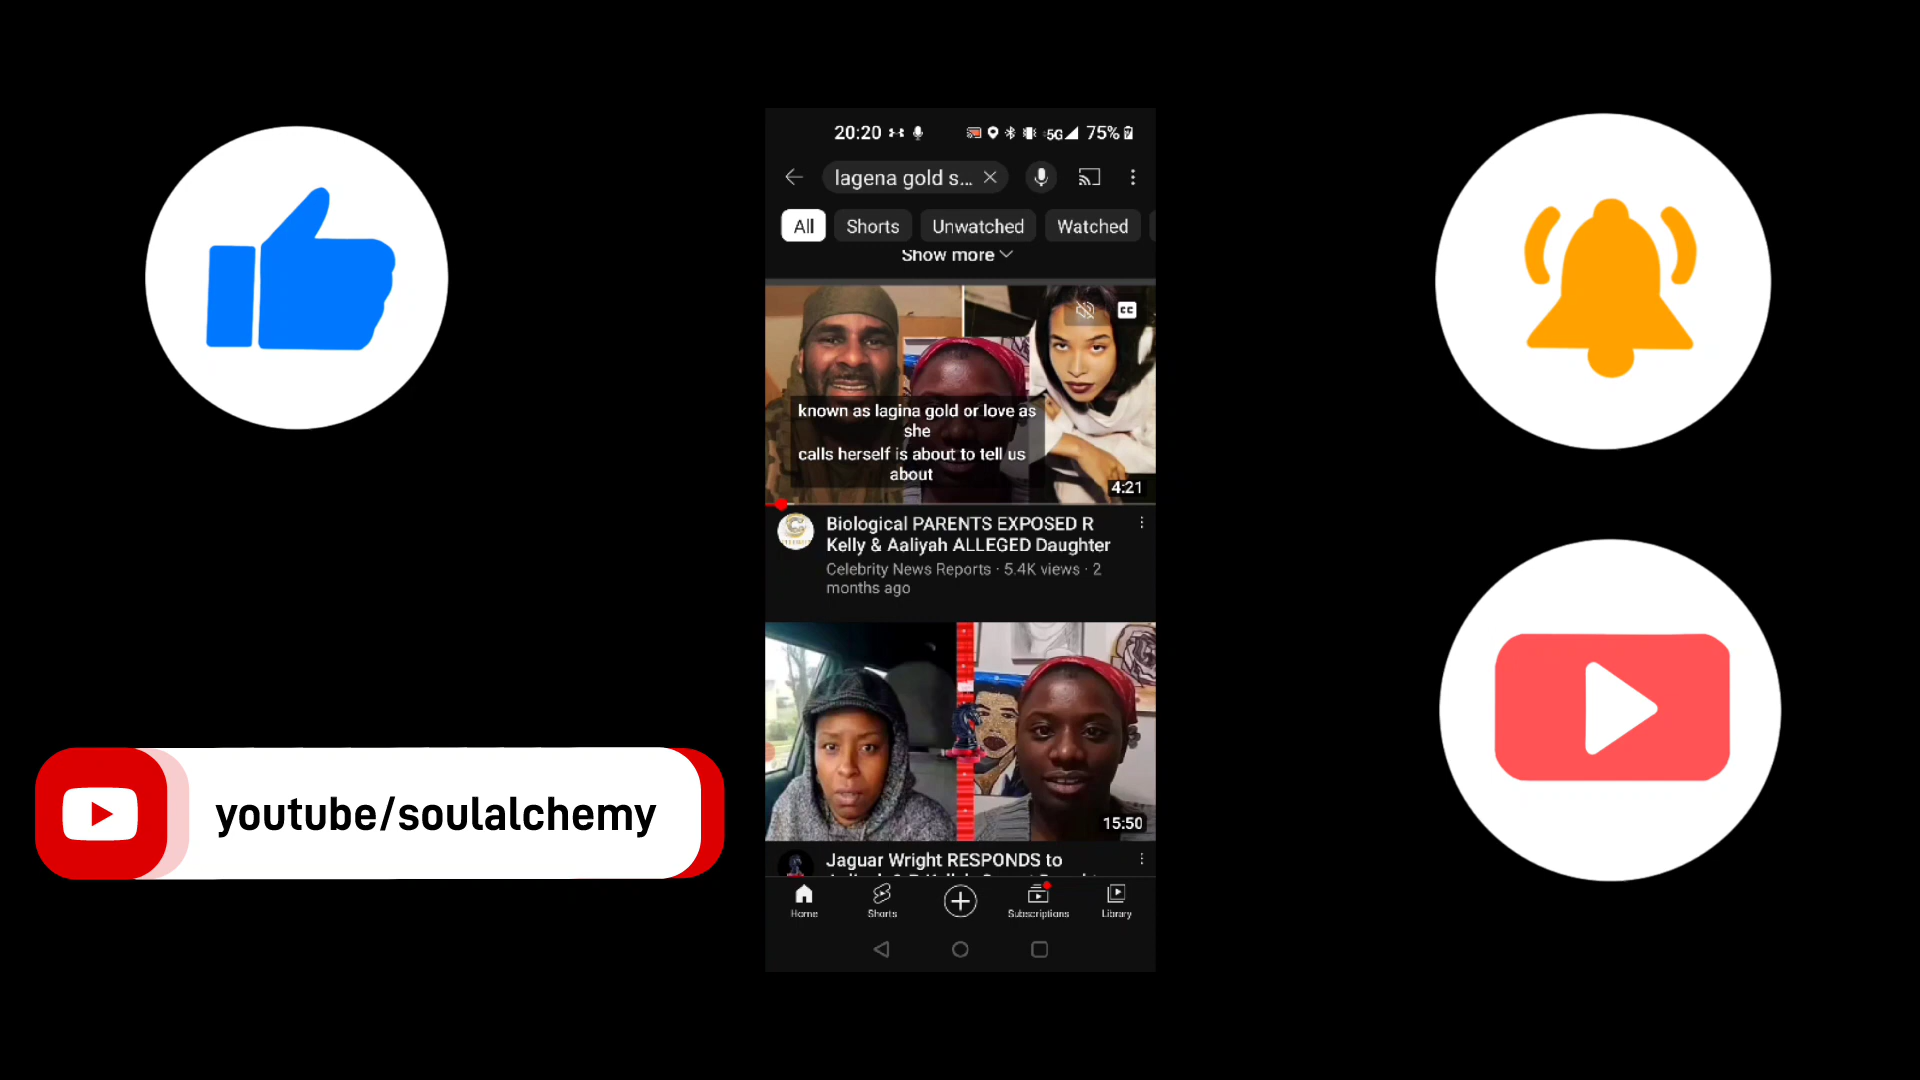 20:20
5G 75%
lagena gold s...
All Shorts Unwatched Watched
Show more
CC
known as lagina gold or love as
she
calls herself is about to tell us
about
4:21
Biological PARENTS EXPOSED R
Kelly & Aaliyah ALLEGED Daughter
Celebrity News Reports · 5.4K views · 2
months ago
15:50
Jaguar Wright RESPONDS to
Home Shorts Subscriptions Library
youtube/soulalchemy